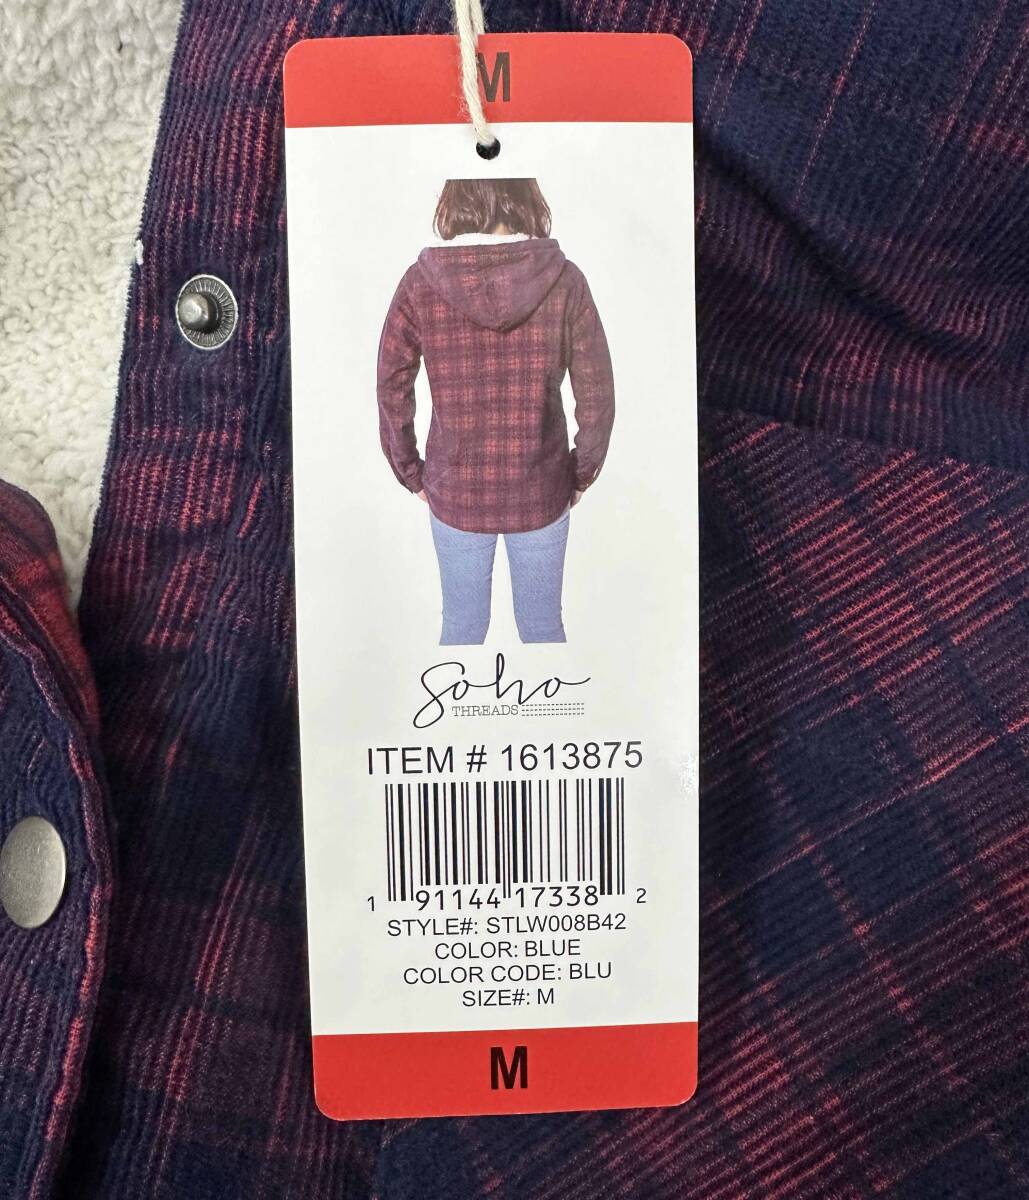 M
Soho
THREADS
ITEM # 1613875
1 91144 17338 2
STYLE#: STLW008B42
COLOR: BLUE
COLOR CODE: BLU
SIZE#: M
M